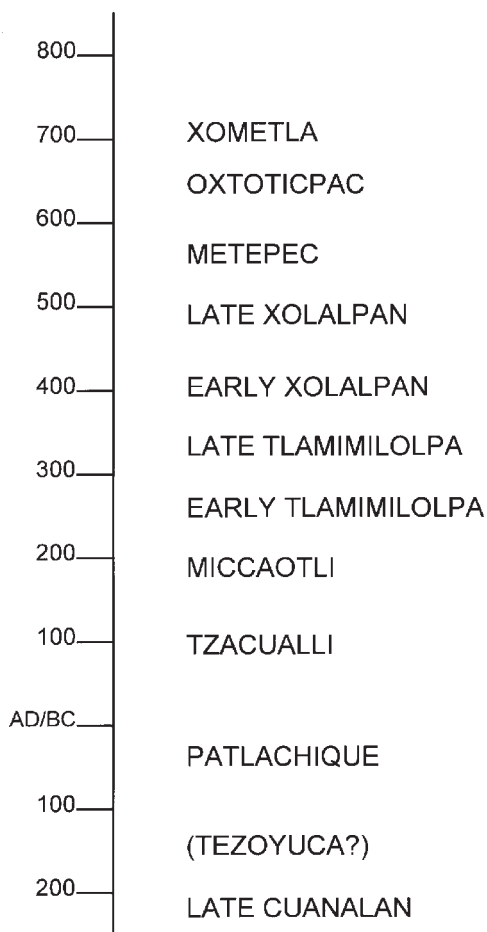 800
700 XOMETLA
OXTOTICPAC
600
METEPEC
500 LATE XOLALPAN
400 EARLY XOLALPAN
LATE TLAMIMILOLPA
300
EARLY TLAMIMILOLPA
200 MICCAOTLI
100 TZACUALLI
AD/BC
PATLACHIQUE
100
(TEZOYUCA?)
200 LATE CUANALAN